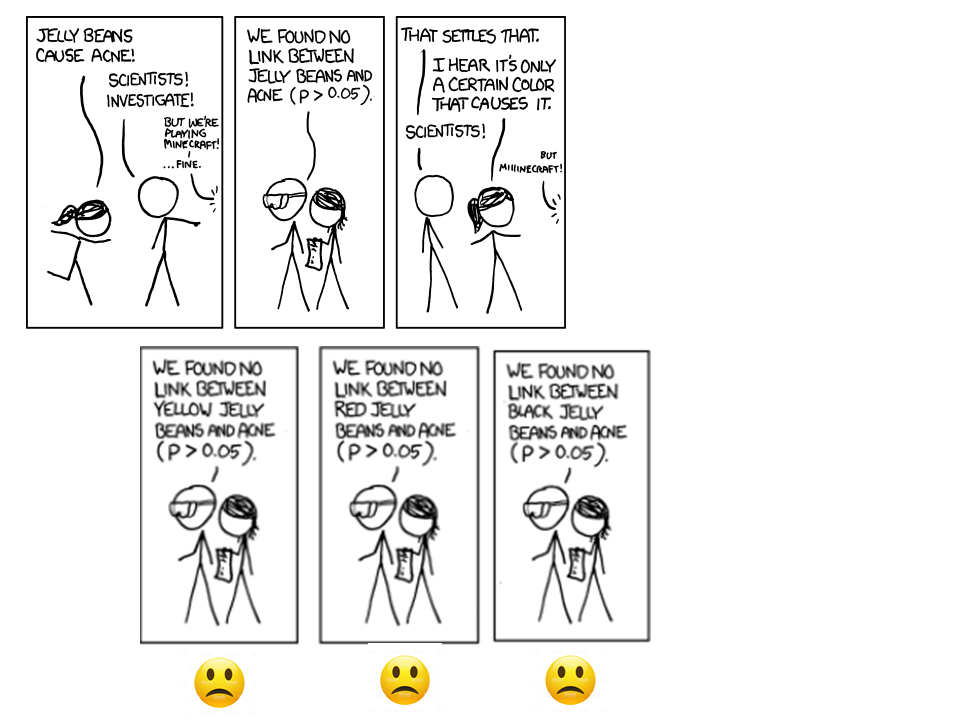 JELLY BEANS
CAUSE ACNE!
SCIENTISTS!
INVESTIGATE!
BUT WE'RE
PLAYING
MINECRAFT!
...FINE.
WE FOUND NO
LINK BETWEEN
JELLY BEANS AND
ACNE (P > 0.05).
THAT SETTLES THAT.
I HEAR IT'S ONLY
A CERTAIN COLOR
THAT CAUSES IT.
SCIENTISTS!
BUT
MIIIINECRAFT!
WE FOUND NO
LINK BETWEEN
YELLOW JELLY
BEANS AND ACNE
(P > 0.05).
WE FOUND NO
LINK BETWEEN
RED JELLY
BEANS AND ACNE
(P > 0.05).
WE FOUND NO
LINK BETWEEN
BLACK JELLY
BEANS AND ACNE
(P > 0.05).